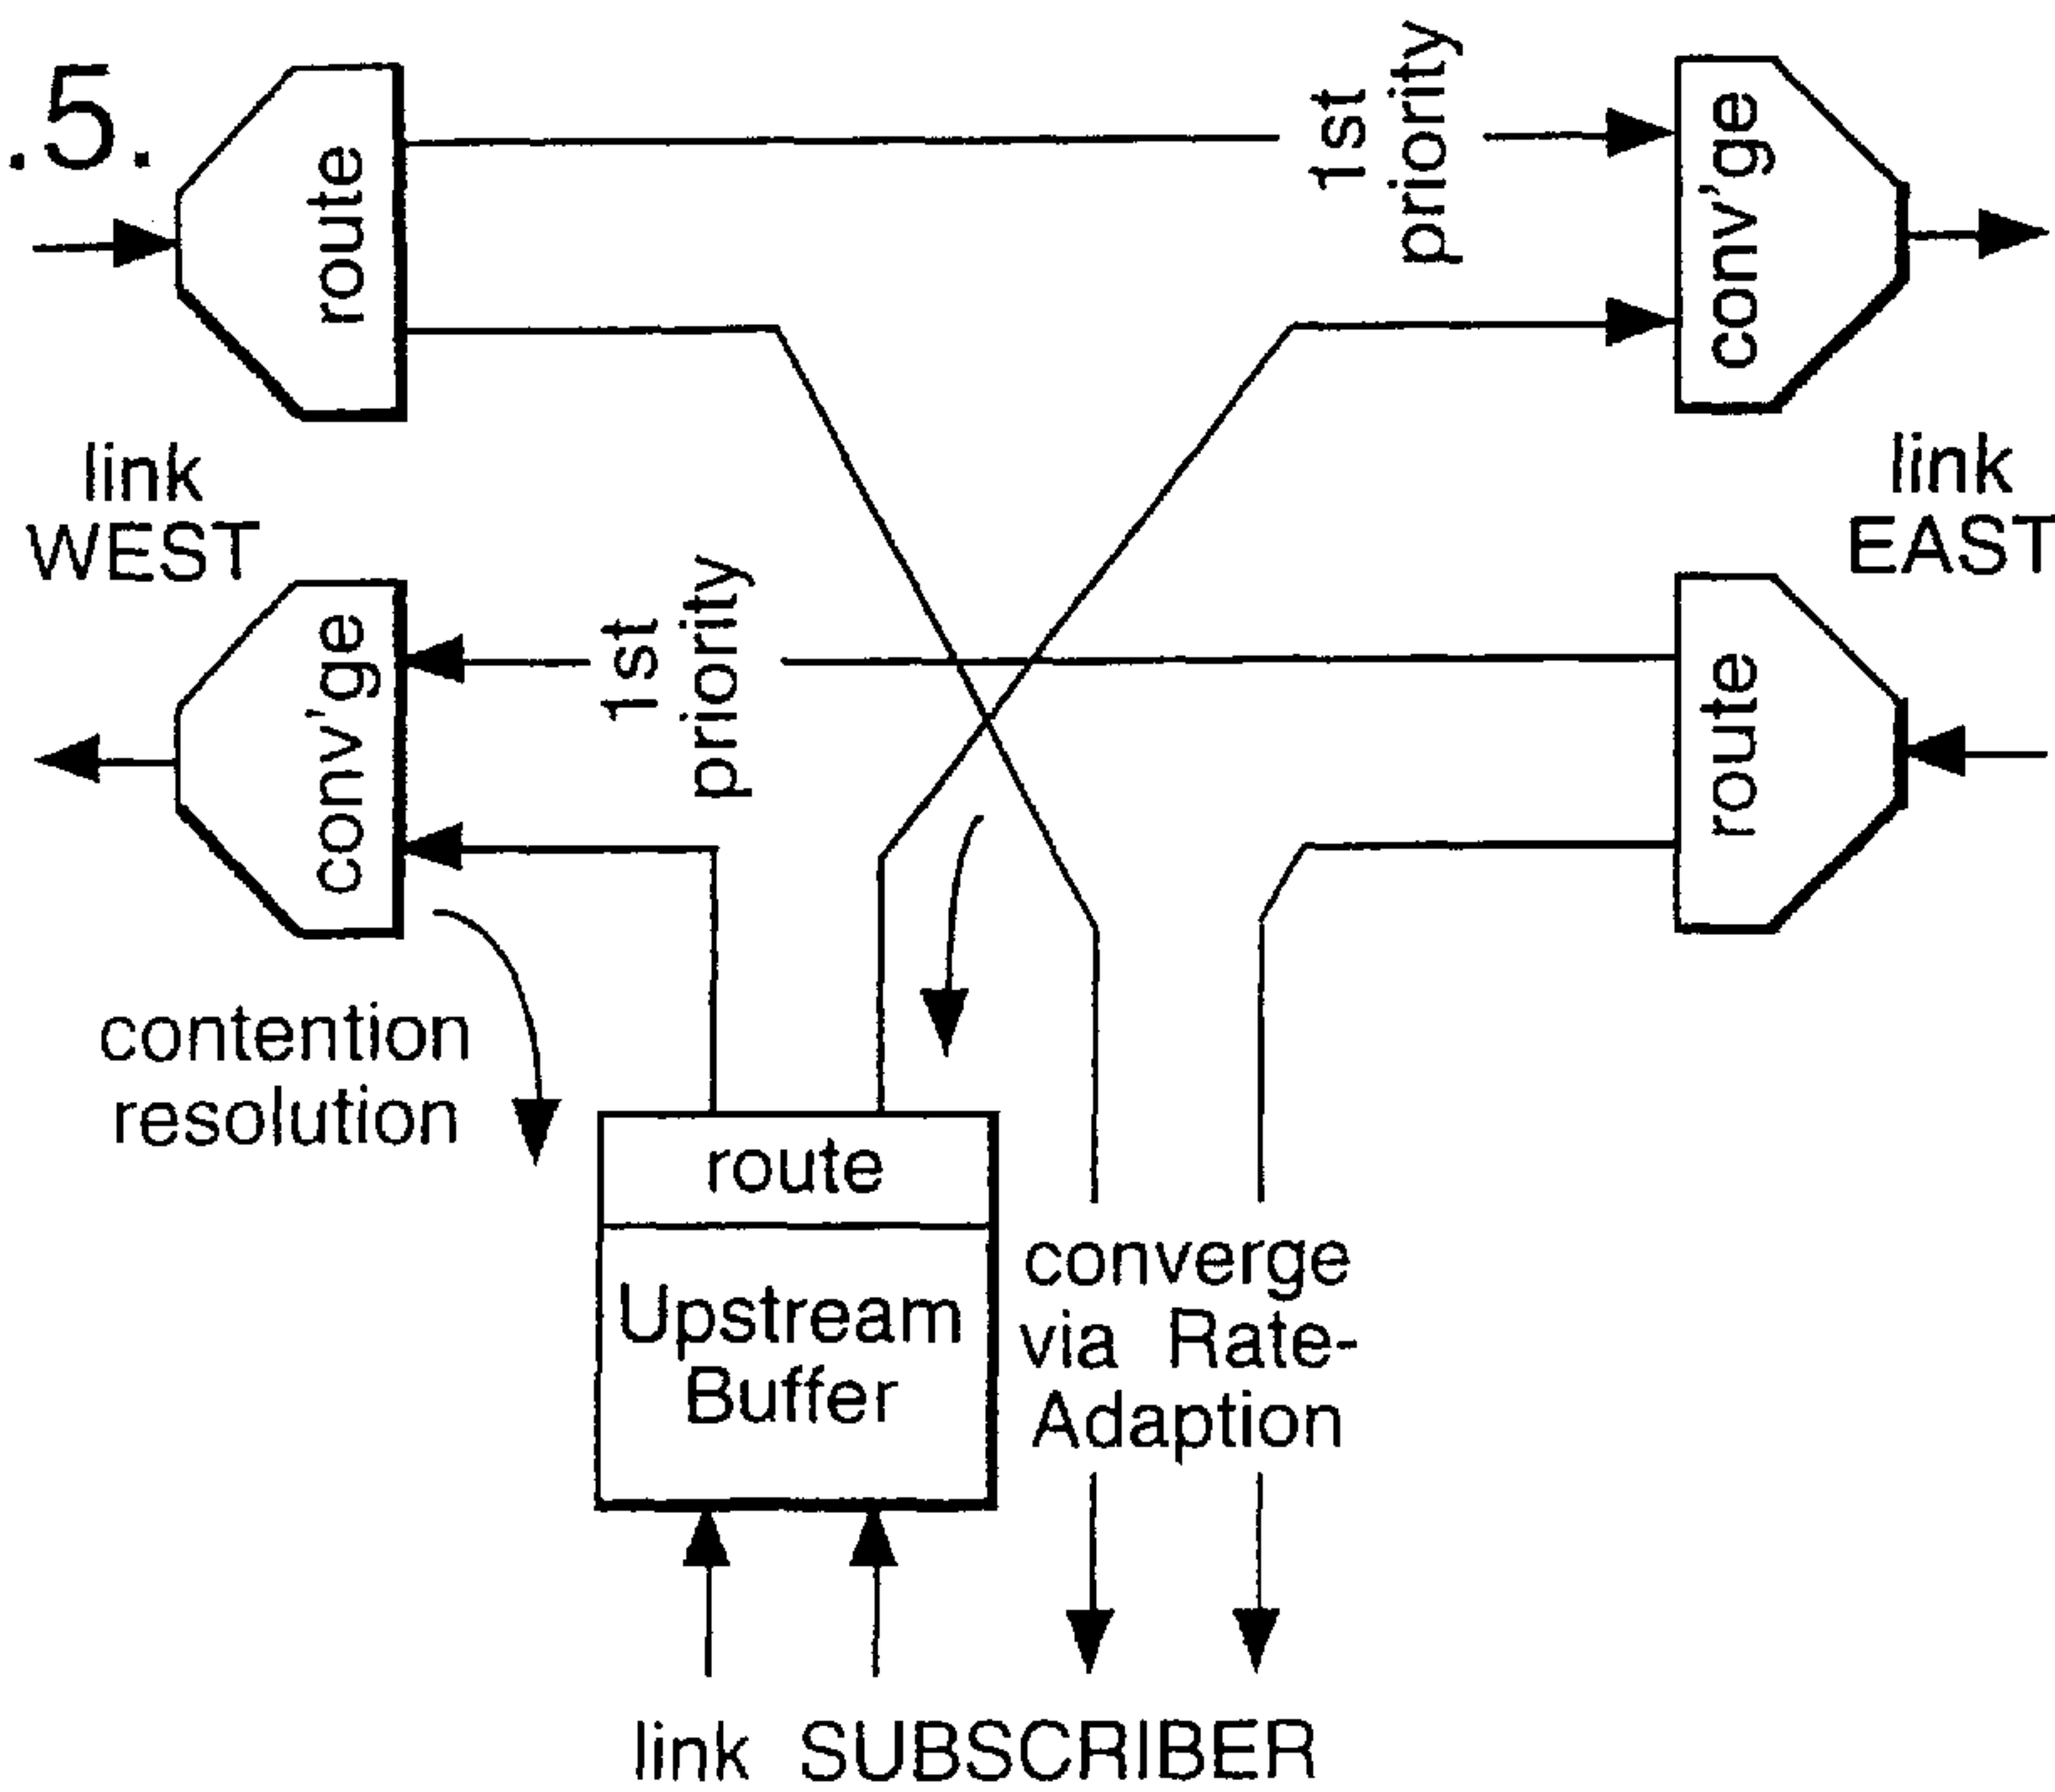 .5.
route
1st
priority
conv'ge
link
WEST
link
EAST
conv'ge
1st
priority
route
contention
resolution
route
Upstream
Buffer
converge
via Rate-
Adaption
link SUBSCRIBER